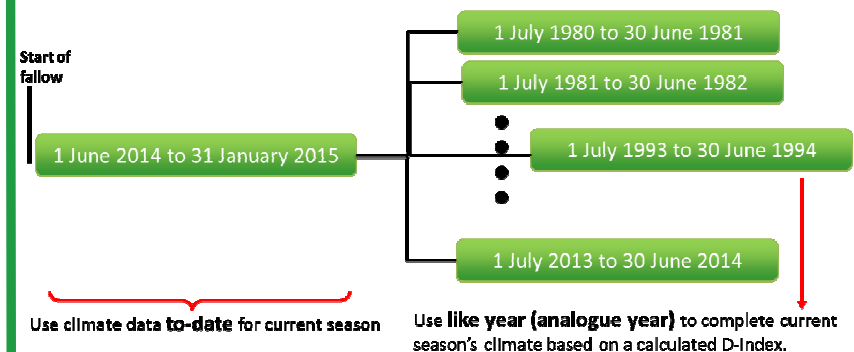 1 July 1980 to 30 June 1981
Start of
fallow
1 July 1981 to 30 June 1982
1 June 2014 to 31 January 2015
1 July 1993 to 30 June 1994
1 July 2013 to 30 June 2014
Use climate data to-date for current season
Use like year (analogue year) to complete current
season's climate based on a calculated D-Index.